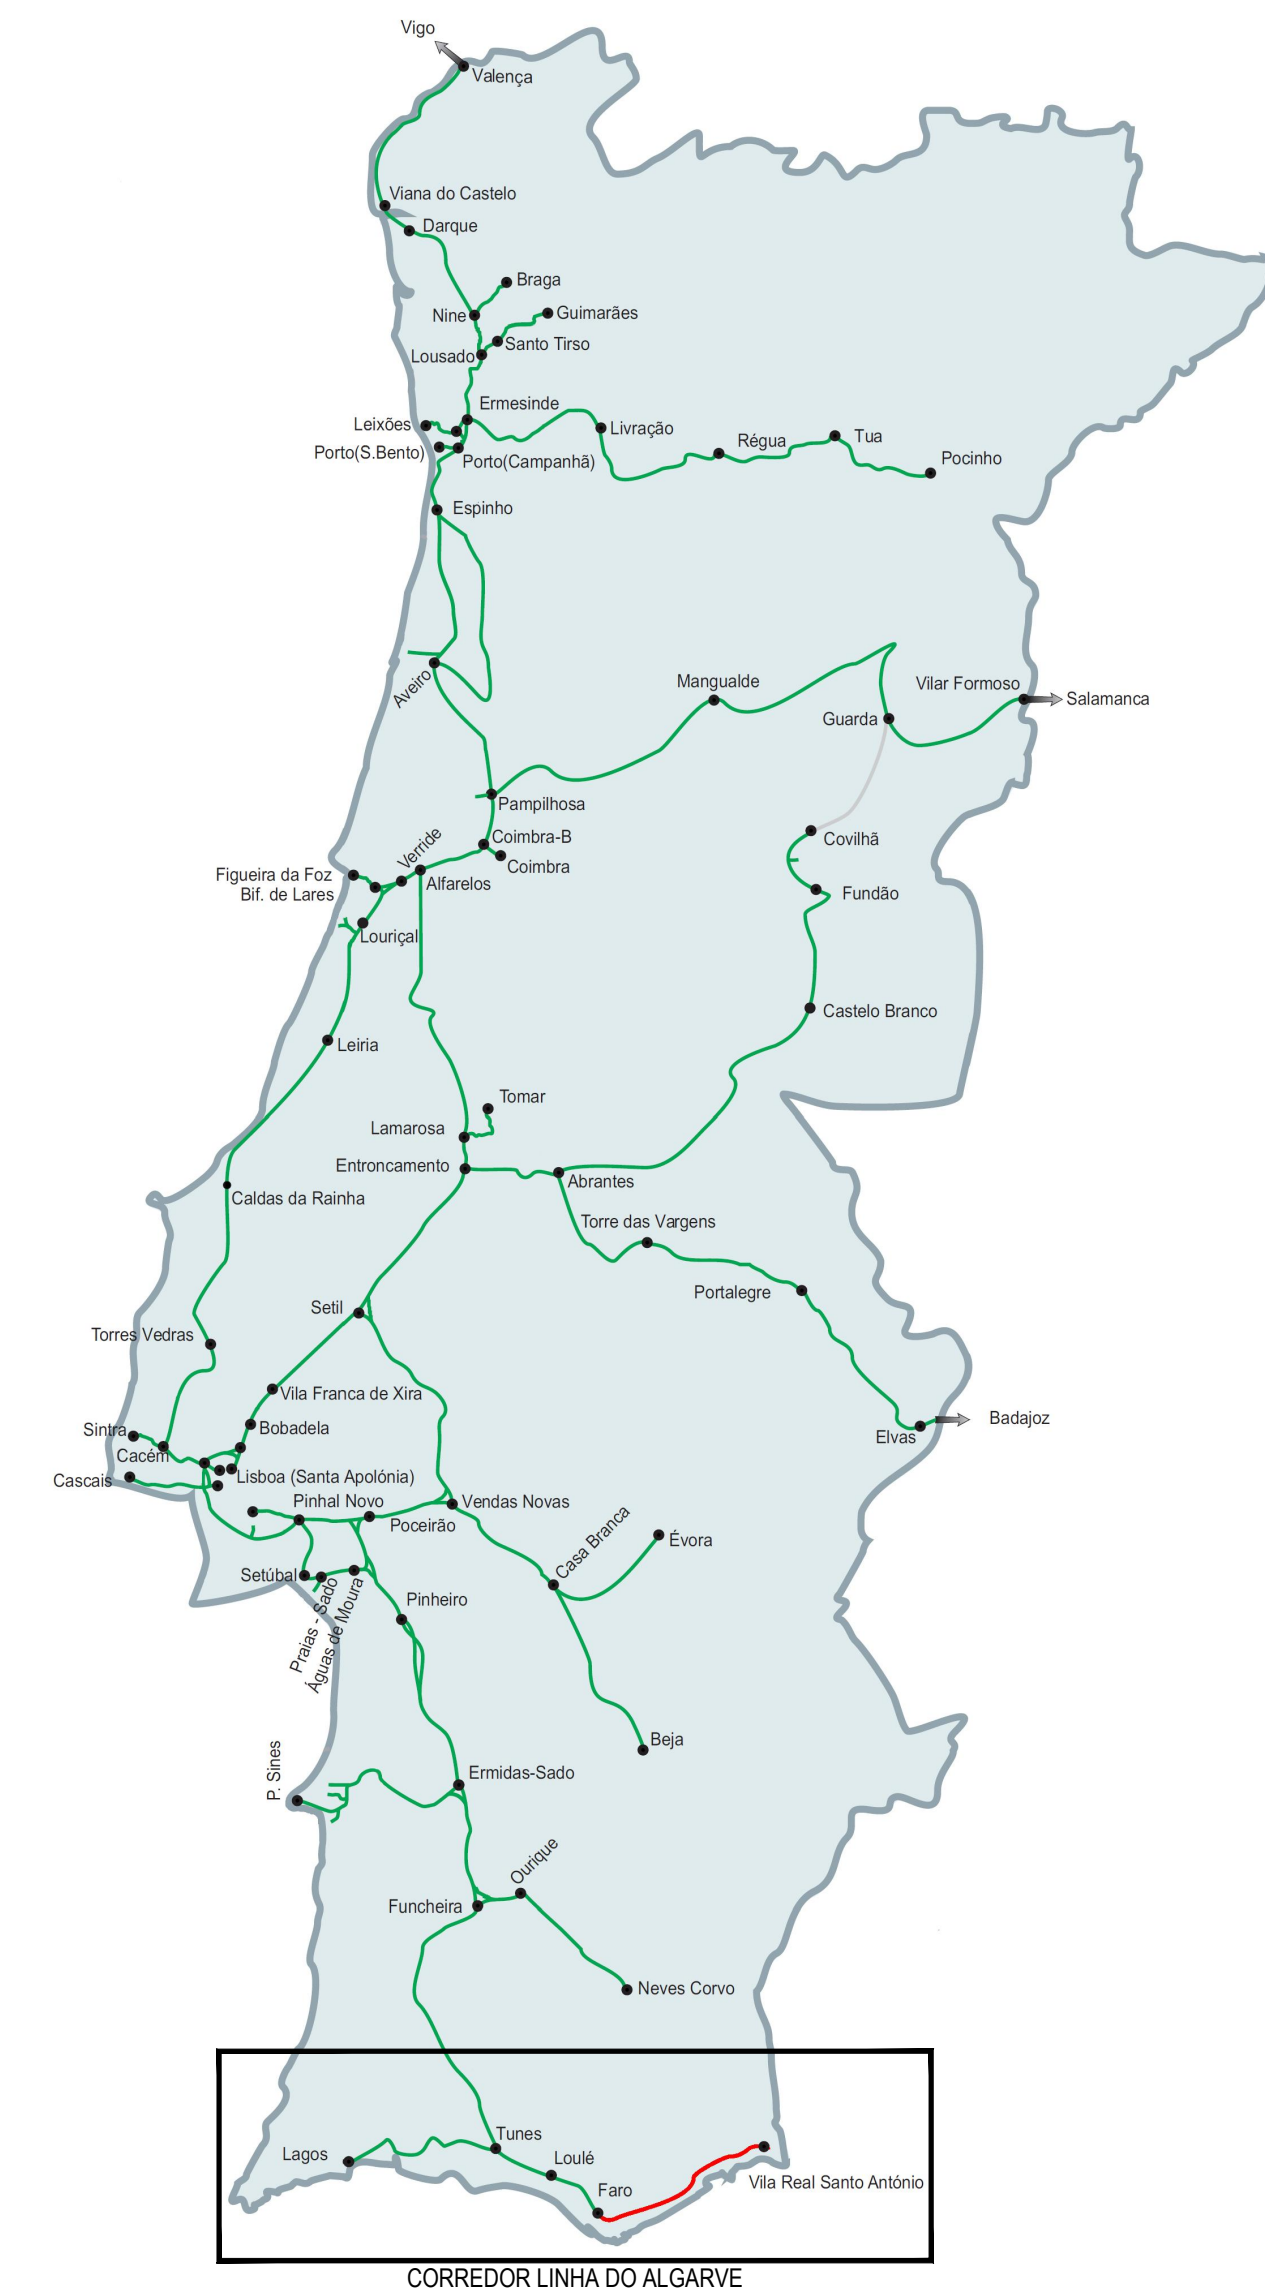 Vigo
Valença
Viana do Castelo
Darque
Braga
Nine
Guimarães
Santo Tirso
Lousado
Ermesinde
Leixões
Livração
Porto(S.Bento)
Régua
Tua
Porto(Campanhã)
Pocinho
Espinho
Aveiro
Mangualde
Vilar Formoso
Salamanca
Guarda
Pampilhosa
Coimbra-B
Covilhã
Verride
Coimbra
Figueira da Foz
Alfarelos
Bif. de Lares
Fundão
Louriçal
Castelo Branco
Leiria
Tomar
Lamarosa
Entroncamento
Abrantes
Caldas da Rainha
Torre das Vargens
Portalegre
Setil
Torres Vedras
Vila Franca de Xira
Badajoz
Sintra
Bobadela
Elvas
Cacém
Lisboa (Santa Apolónia)
Cascais
Pinhal Novo
Vendas Novas
Poceirão
Casa Branca
Évora
Setúbal
Praias - Sado
Águas de Moura
Pinheiro
Beja
P. Sines
Ermidas-Sado
Ourique
Funcheira
Neves Corvo
Tunes
Lagos
Loulé
Faro
Vila Real Santo António
CORREDOR LINHA DO ALGARVE